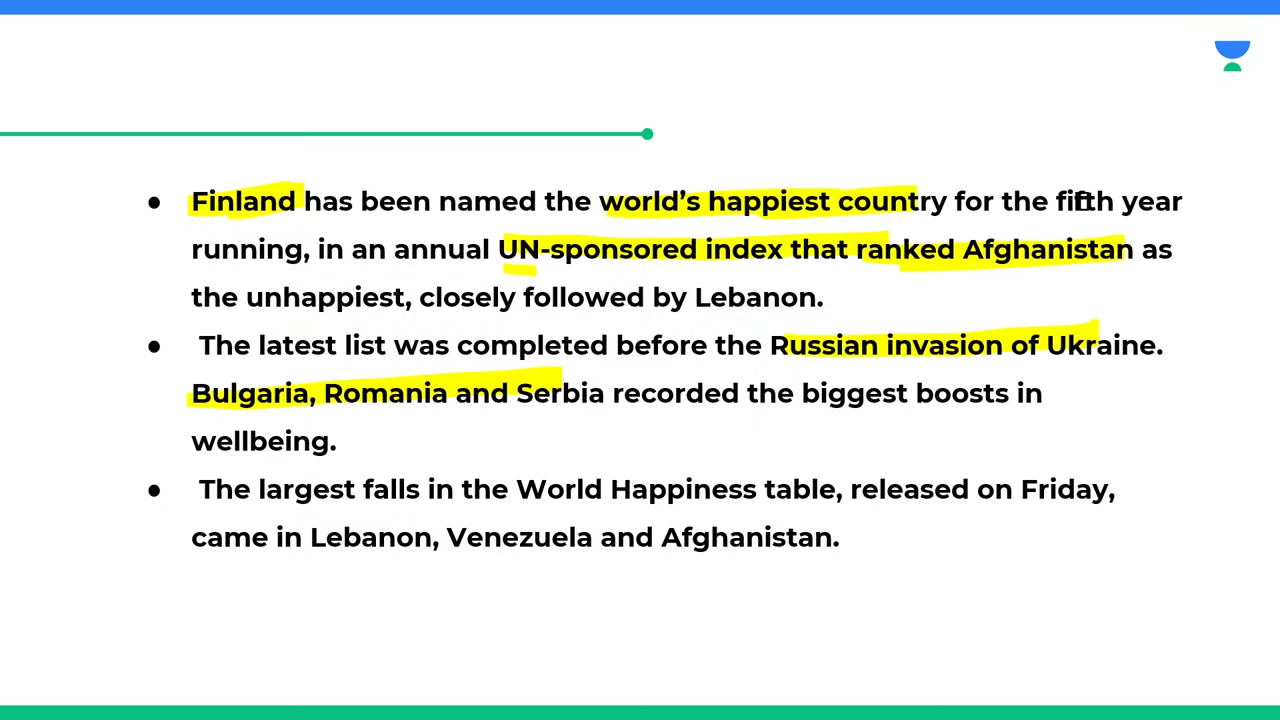 ● Finland has been named the world’s happiest country for the fifth year
running, in an annual UN-sponsored index that ranked Afghanistan as
the unhappiest, closely followed by Lebanon.
● The latest list was completed before the Russian invasion of Ukraine.
Bulgaria, Romania and Serbia recorded the biggest boosts in
wellbeing.
● The largest falls in the World Happiness table, released on Friday,
came in Lebanon, Venezuela and Afghanistan.